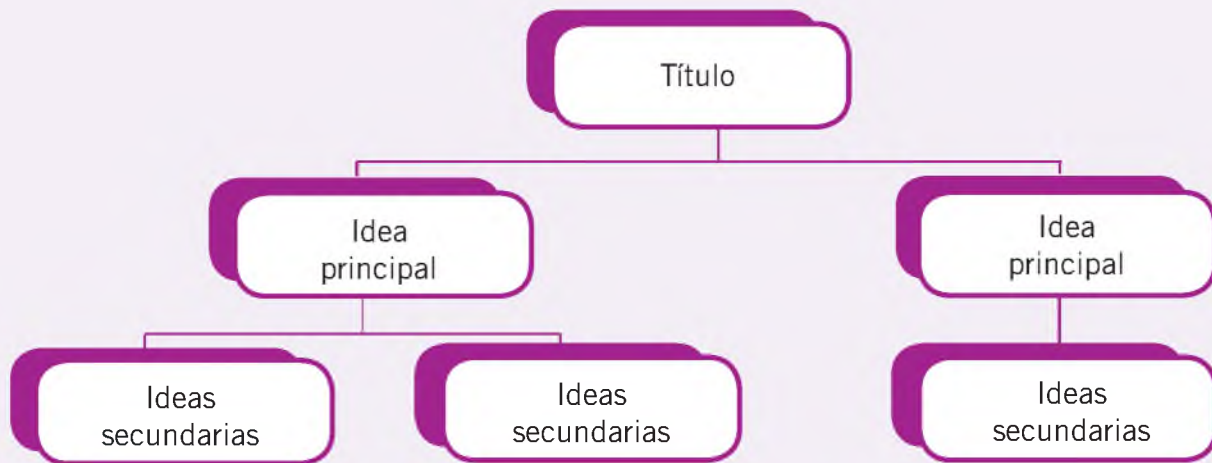 Título
Idea
principal
Idea
principal
Ideas
secundarias
Ideas
secundarias
Ideas
secundarias